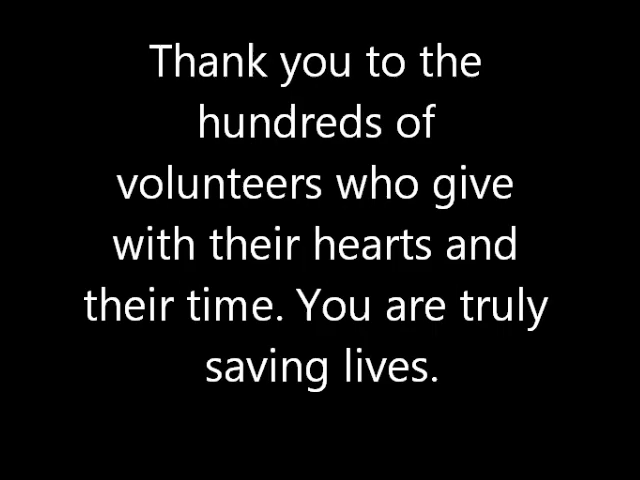 Thank you to the
hundreds of
volunteers who give
with their hearts and
their time. You are truly
saving lives.